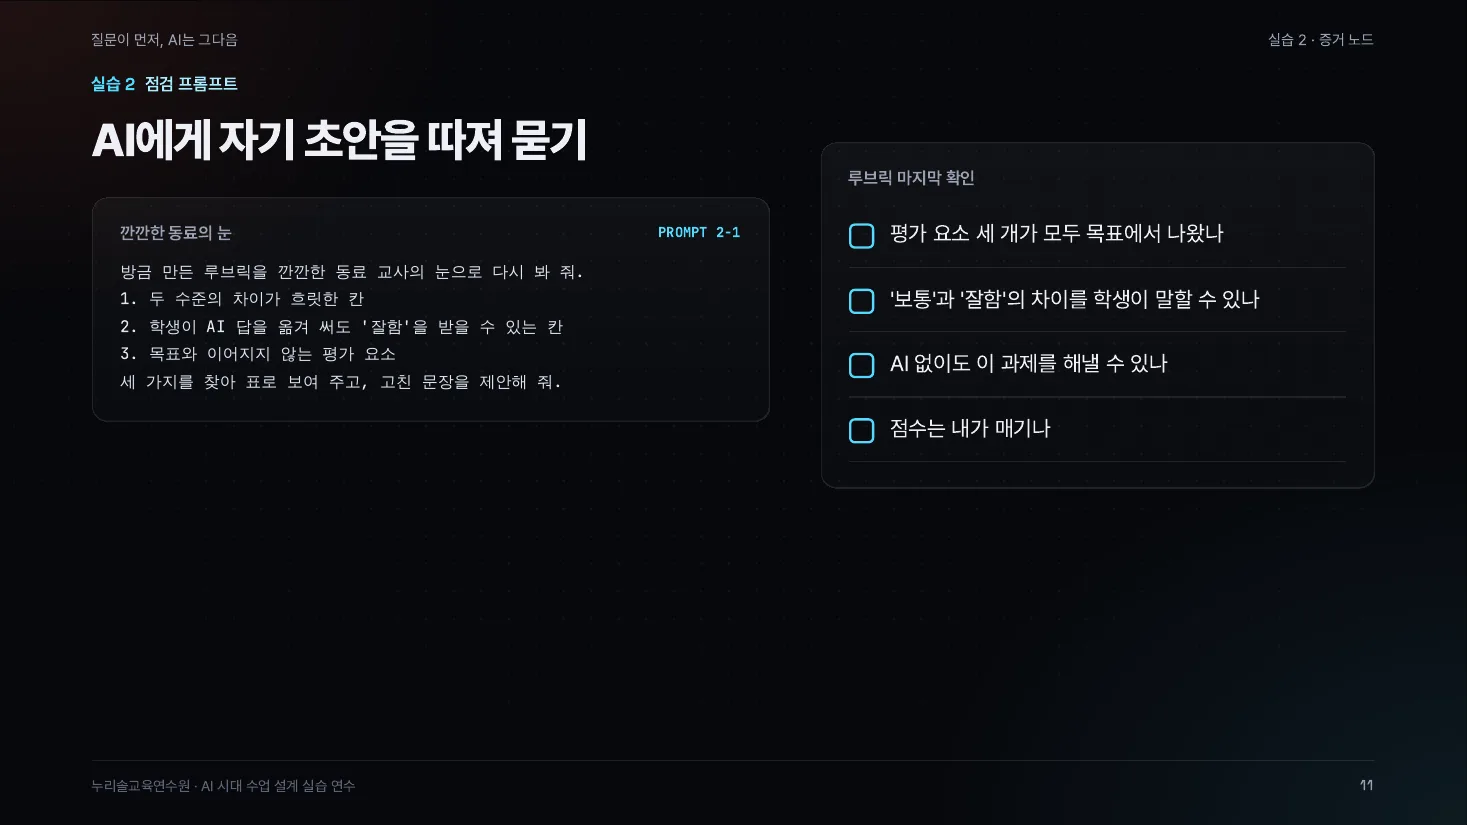 질문이 먼저, AI는 그다음
실습 2 · 증거 노드
실습 2 점검 프롬프트
AI에게 자기 초안을 따져 묻기
깐깐한 동료의 눈
PROMPT 2-1
방금 만든 루브릭을 깐깐한 동료 교사의 눈으로 다시 봐 줘.
1. 두 수준의 차이가 흐릿한 칸
2. 학생이 AI 답을 옮겨 써도 '잘함'을 받을 수 있는 칸
3. 목표와 이어지지 않는 평가 요소
세 가지를 찾아 표로 보여 주고, 고친 문장을 제안해 줘.
루브릭 마지막 확인
평가 요소 세 개가 모두 목표에서 나왔나
'보통'과 '잘함'의 차이를 학생이 말할 수 있나
AI 없이도 이 과제를 해낼 수 있나
점수는 내가 매기나
누리솔교육연수원 · AI 시대 수업 설계 실습 연수
11